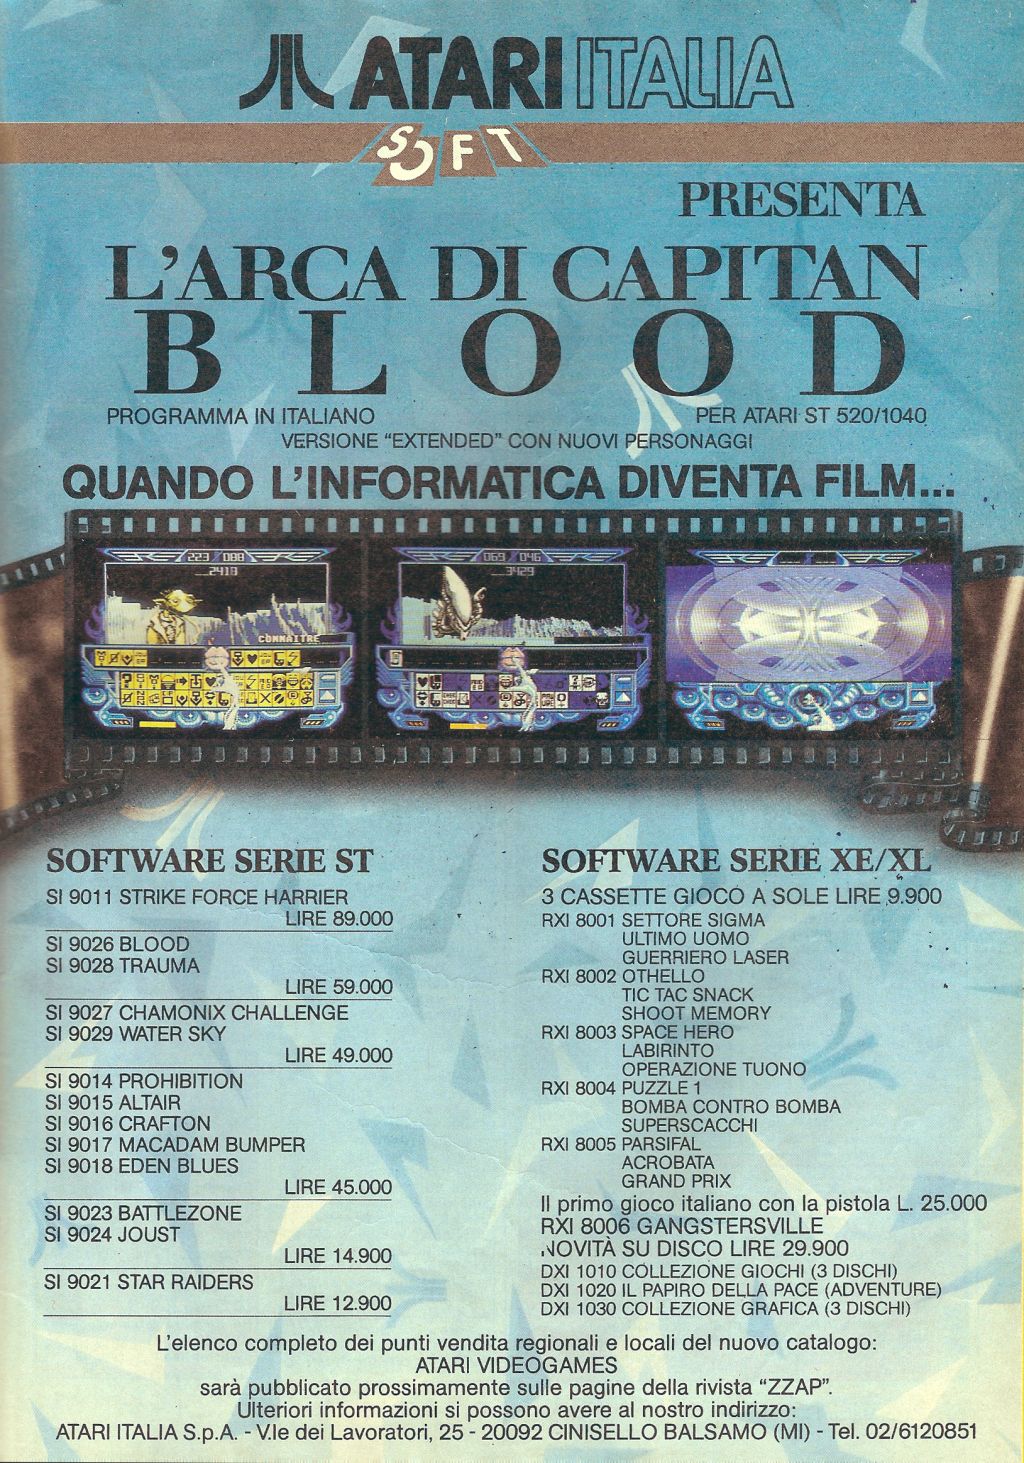 ATARI ITALIA
SOFT
PRESENTA
L'ARCA DI CAPITAN
BLOOD
PROGRAMMA IN ITALIANO
PER ATARI ST 520/1040
VERSIONE "EXTENDED" CON NUOVI PERSONAGGI
QUANDO L'INFORMATICA DIVENTA FILM...
223 / 088
2410
CONNAITRE
069 / 046
3429
SOFTWARE SERIE ST
SI 9011 STRIKE FORCE HARRIER
LIRE 89.000
SI 9026 BLOOD
SI 9028 TRAUMA
LIRE 59.000
SI 9027 CHAMONIX CHALLENGE
SI 9029 WATER SKY
LIRE 49.000
SI 9014 PROHIBITION
SI 9015 ALTAIR
SI 9016 CRAFTON
SI 9017 MACADAM BUMPER
SI 9018 EDEN BLUES
LIRE 45.000
SI 9023 BATTLEZONE
SI 9024 JOUST
LIRE 14.900
SI 9021 STAR RAIDERS
LIRE 12.900
SOFTWARE SERIE XE/XL
3 CASSETTE GIOCO A SOLE LIRE 9.900
RXI 8001 SETTORE SIGMA
ULTIMO UOMO
GUERRIERO LASER
RXI 8002 OTHELLO
TIC TAC SNACK
SHOOT MEMORY
RXI 8003 SPACE HERO
LABIRINTO
OPERAZIONE TUONO
RXI 8004 PUZZLE 1
BOMBA CONTRO BOMBA
SUPERSCACCHI
RXI 8005 PARSIFAL
ACROBATA
GRAND PRIX
Il primo gioco italiano con la pistola L. 25.000
RXI 8006 GANGSTERSVILLE
NOVITÀ SU DISCO LIRE 29.900
DXI 1010 COLLEZIONE GIOCHI (3 DISCHI)
DXI 1020 IL PAPIRO DELLA PACE (ADVENTURE)
DXI 1030 COLLEZIONE GRAFICA (3 DISCHI)
L'elenco completo dei punti vendita regionali e locali del nuovo catalogo:
ATARI VIDEOGAMES
sarà pubblicato prossimamente sulle pagine della rivista "ZZAP".
Ulteriori informazioni si possono avere al nostro indirizzo:
ATARI ITALIA S.p.A. - V.le dei Lavoratori, 25 - 20092 CINISELLO BALSAMO (MI) - Tel. 02/6120851